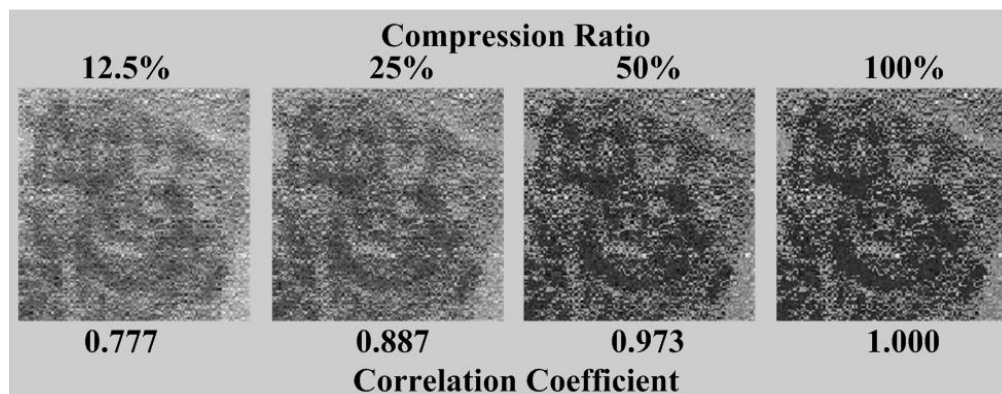 Compression Ratio
12.5% 25% 50% 100%
0.777 0.887 0.973 1.000
Correlation Coefficient